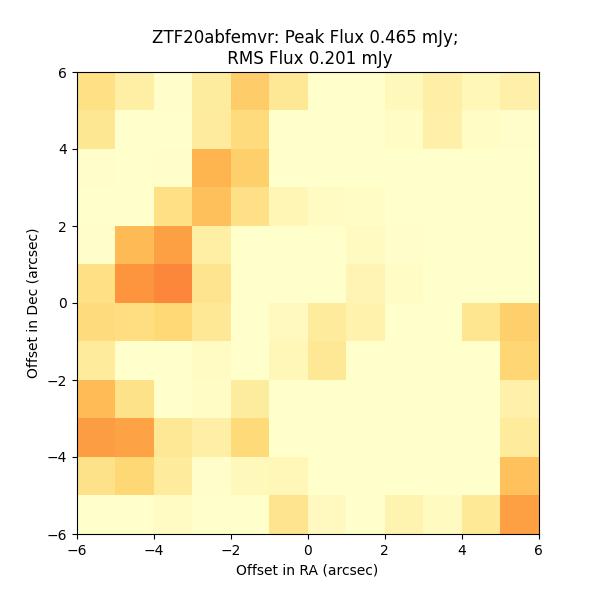 ZTF20abfemvr: Peak Flux 0.465 mJy;
RMS Flux 0.201 mJy
6
4
2
0
−2
−4
−6
Offset in Dec (arcsec)
−6 −4 −2 0 2 4 6
Offset in RA (arcsec)